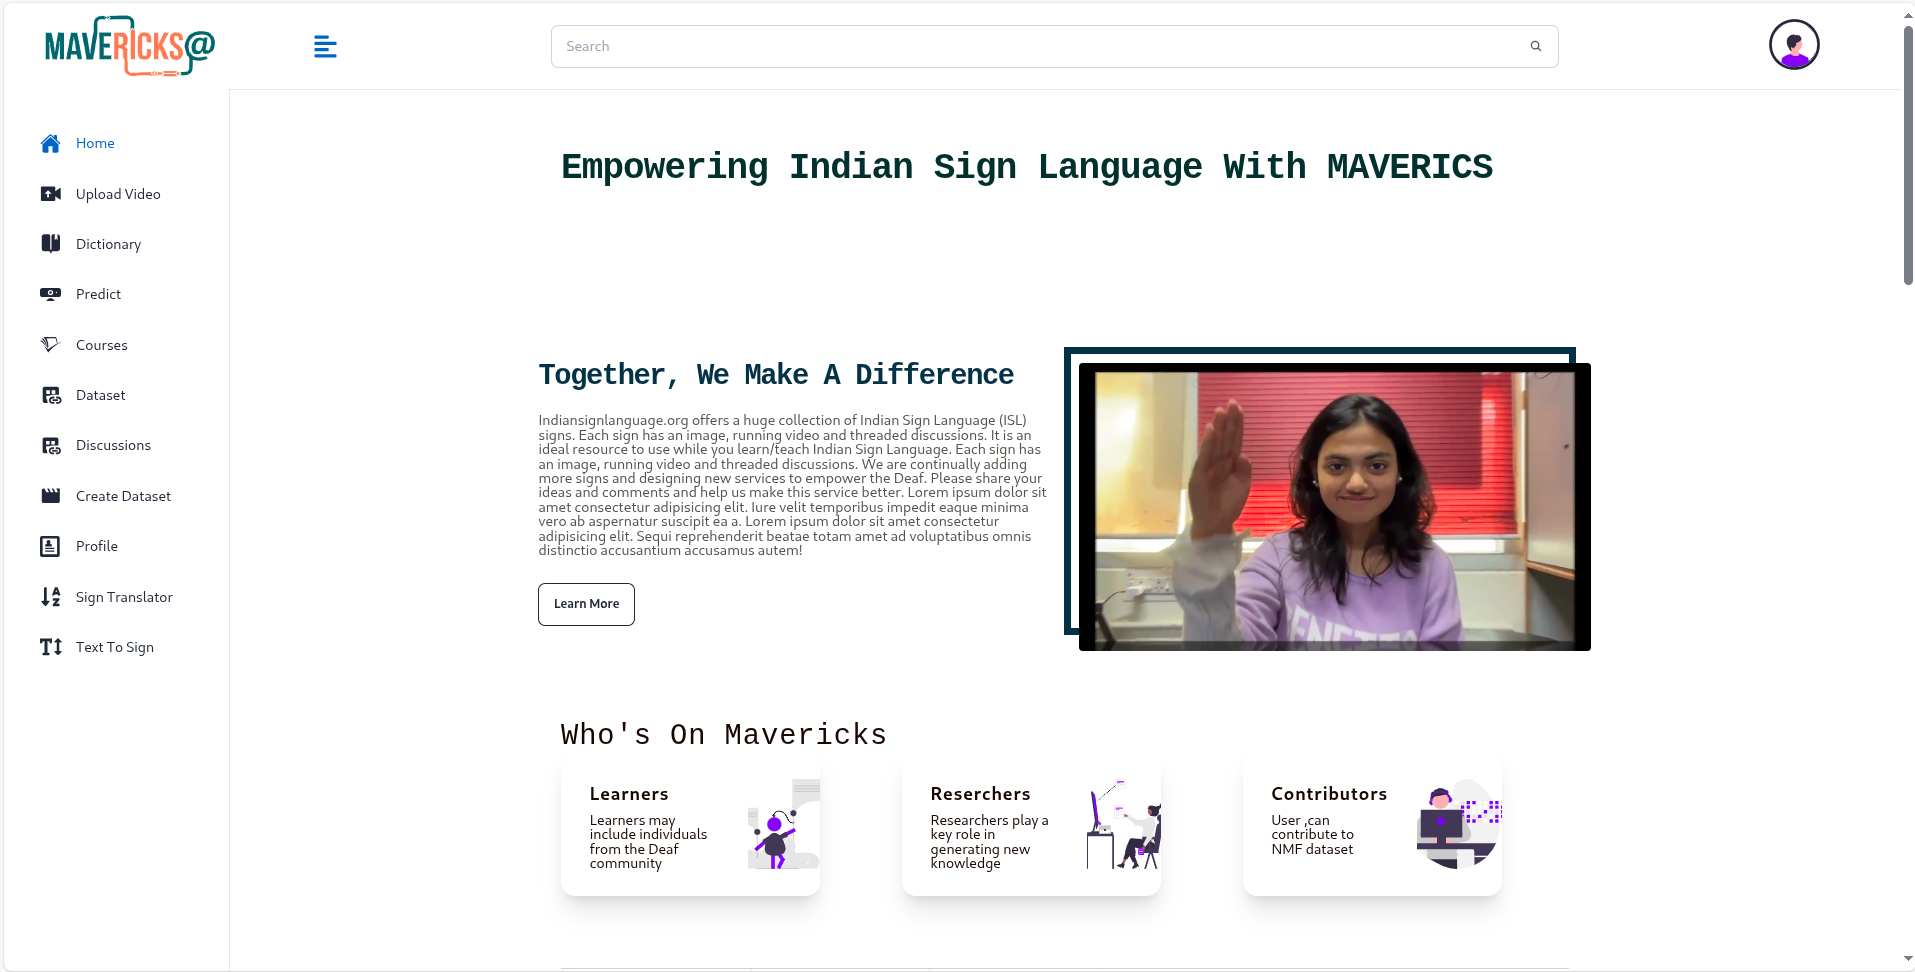 MAVERICKS@
Search
Home
Upload Video
Dictionary
Predict
Courses
Dataset
Discussions
Create Dataset
Profile
Sign Translator
Text To Sign
Empowering Indian Sign Language With MAVERICS
Together, We Make A Difference
Indiansignlanguage.org offers a huge collection of Indian Sign Language (ISL)
signs. Each sign has an image, running video and threaded discussions. It is an
ideal resource to use while you learn/teach Indian Sign Language. Each sign has
an image, running video and threaded discussions. We are continually adding
more signs and designing new services to empower the Deaf. Please share your
ideas and comments and help us make this service better. Lorem ipsum dolor sit
amet consectetur adipisicing elit. Iure velit temporibus impedit eaque minima
vero ab aspernatur suscipit ea a. Lorem ipsum dolor sit amet consectetur
adipisicing elit. Sequi reprehenderit beatae totam amet ad voluptatibus omnis
distinctio accusantium accusamus autem!
Learn More
Who's On Mavericks
Learners
Learners may
include individuals
from the Deaf
community
Reserchers
Researchers play a
key role in
generating new
knowledge
Contributors
User ,can
contribute to
NMF dataset